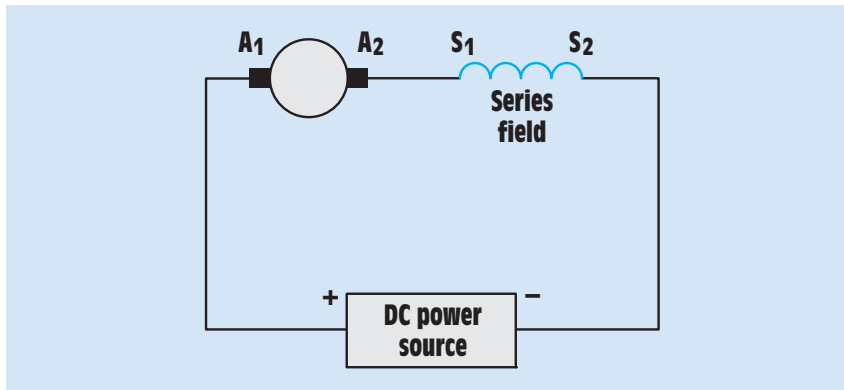 A1 A2 S1 S2
Series
field
+ −
DC power
source